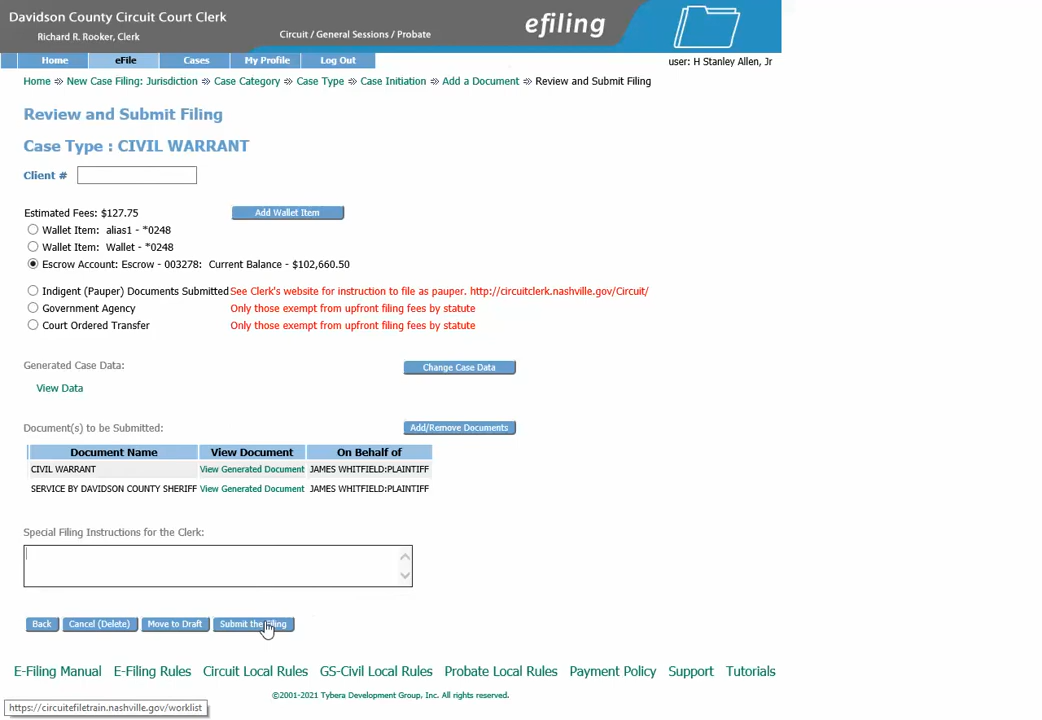 Davidson County Circuit Court Clerk
Richard R. Rooker, Clerk
Circuit / General Sessions / Probate
efiling
Home eFile Cases My Profile Log Out
user: H Stanley Allen, Jr
Home => New Case Filing: Jurisdiction => Case Category => Case Type => Case Initiation => Add a Document => Review and Submit Filing
Review and Submit Filing
Case Type : CIVIL WARRANT
Client #
Estimated Fees: $127.75 Add Wallet Item
Wallet Item: alias1 - *0248
Wallet Item: Wallet - *0248
Escrow Account: Escrow - 003278: Current Balance - $102,660.50
Indigent (Pauper) Documents Submitted See Clerk's website for instruction to file as pauper. http://circuitclerk.nashville.gov/Circuit/
Government Agency Only those exempt from upfront filing fees by statute
Court Ordered Transfer Only those exempt from upfront filing fees by statute
Generated Case Data: Change Case Data
View Data
Document(s) to be Submitted: Add/Remove Documents
Document Name View Document On Behalf of
CIVIL WARRANT View Generated Document JAMES WHITFIELD:PLAINTIFF
SERVICE BY DAVIDSON COUNTY SHERIFF View Generated Document JAMES WHITFIELD:PLAINTIFF
Special Filing Instructions for the Clerk:
Back Cancel (Delete) Move to Draft Submit the Filing
E-Filing Manual E-Filing Rules Circuit Local Rules GS-Civil Local Rules Probate Local Rules Payment Policy Support Tutorials
©2001-2021 Tybera Development Group, Inc. All rights reserved.
https://circuitefiletrain.nashville.gov/worklist